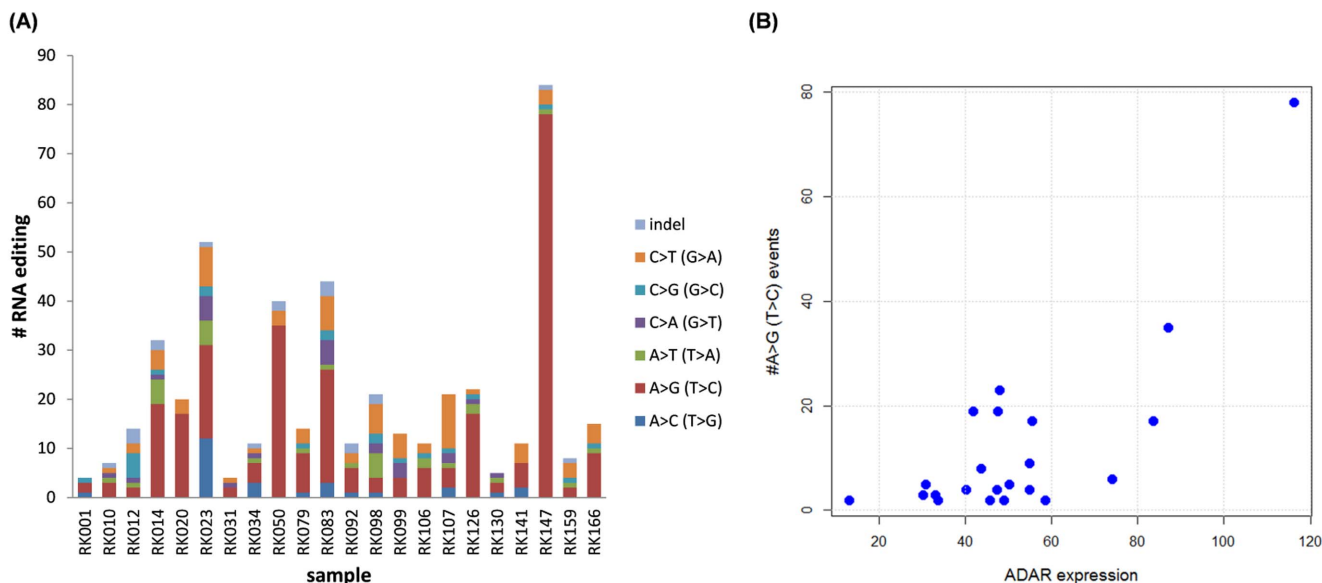 (A)
90
80
70
60
50
40
30
20
10
0
# RNA editing
RK001
RK010
RK012
RK014
RK020
RK023
RK031
RK034
RK050
RK079
RK083
RK092
RK098
RK099
RK106
RK107
RK126
RK130
RK141
RK147
RK159
RK166
sample
indel
C>T (G>A)
C>G (G>C)
C>A (G>T)
A>T (T>A)
A>G (T>C)
A>C (T>G)
(B)
80
60
40
20
0
#A>G (T>C) events
20 40 60 80 100 120
ADAR expression